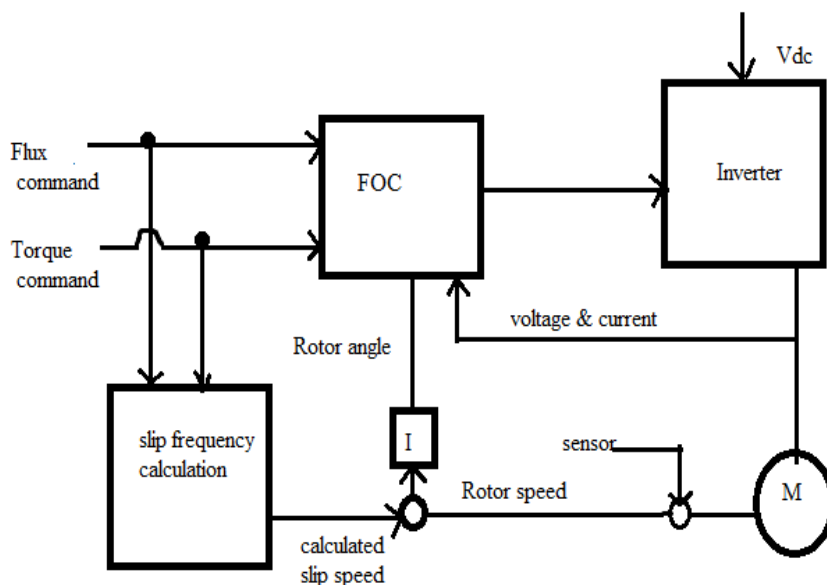 Vdc
Flux
command
FOC
Inverter
Torque
command
voltage & current
Rotor angle
slip frequency
calculation
I
sensor
Rotor speed
M
calculated
slip speed